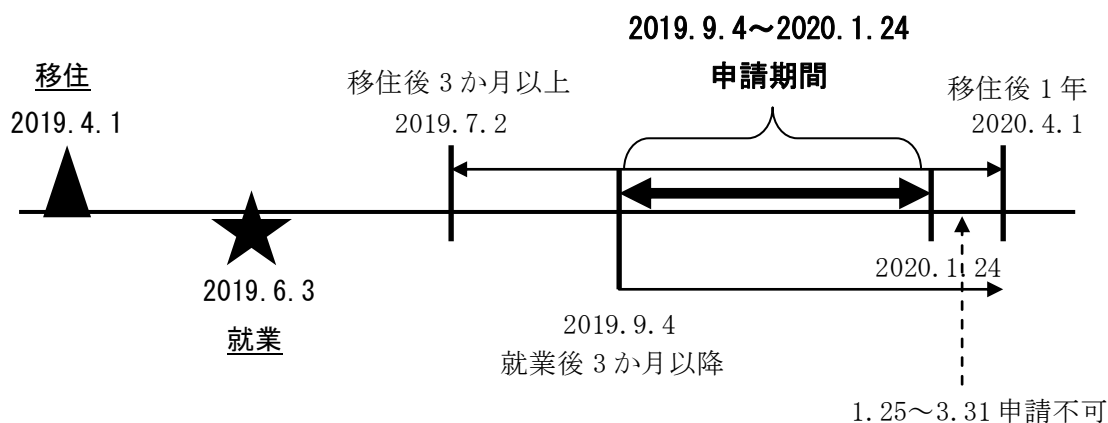 2019.9.4～2020.1.24
申請期間
移住
2019.4.1
移住後3か月以上
2019.7.2
移住後1年
2020.4.1
2019.6.3
就業
2020.1.24
2019.9.4
就業後3か月以降
1.25～3.31申請不可